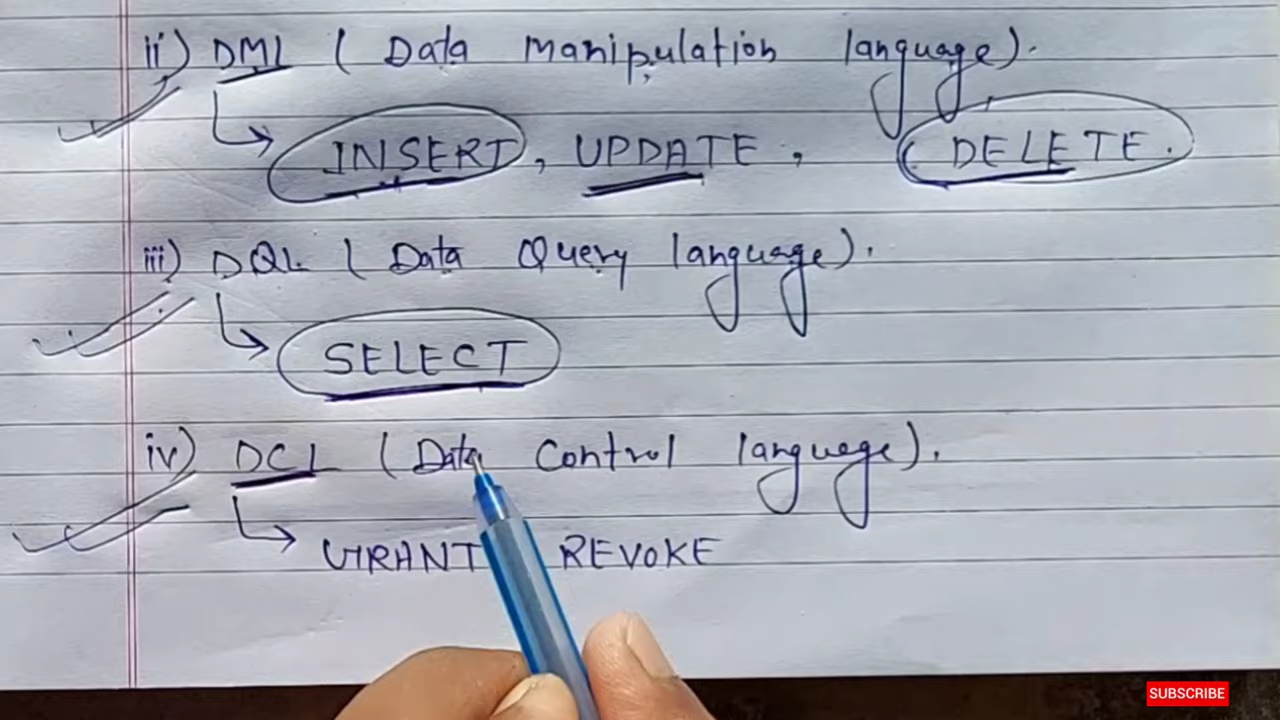 ii) DML ( Data Manipulation language).
INSERT, UPDATE, DELETE.
iii) DQL ( Data Query language).
SELECT
iv) DCL ( Data Control language).
GRANT REVOKE
SUBSCRIBE